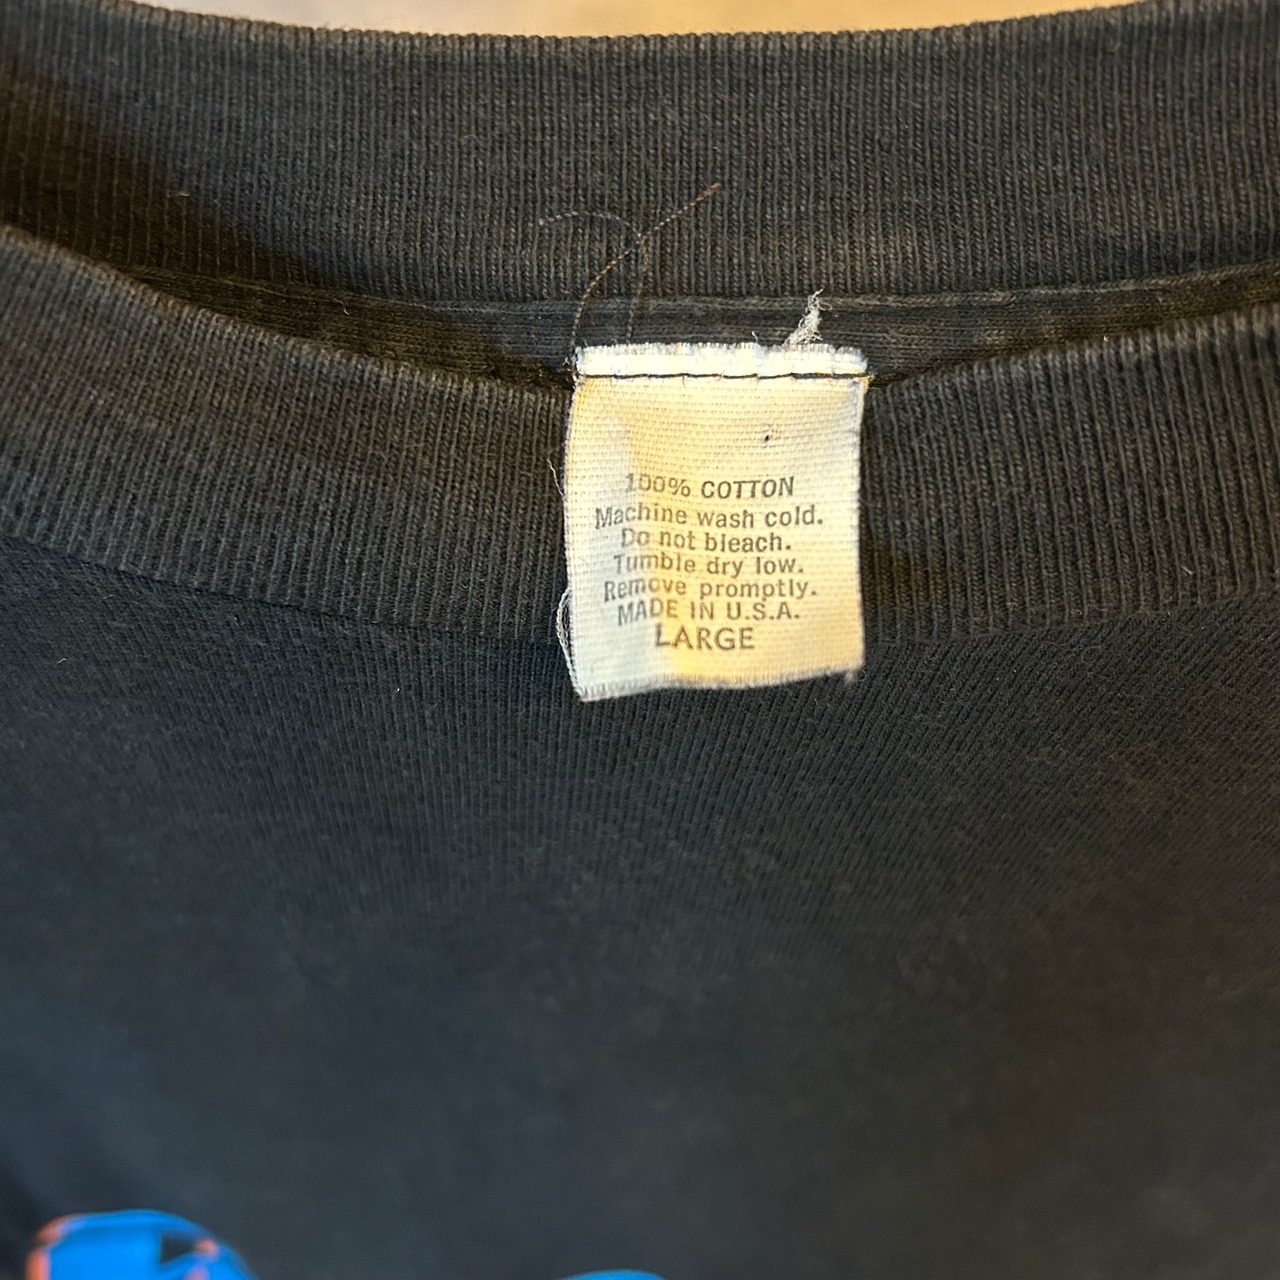 100% COTTON
Machine wash cold.
Do not bleach.
Tumble dry low.
Remove promptly.
MADE IN U.S.A.
LARGE